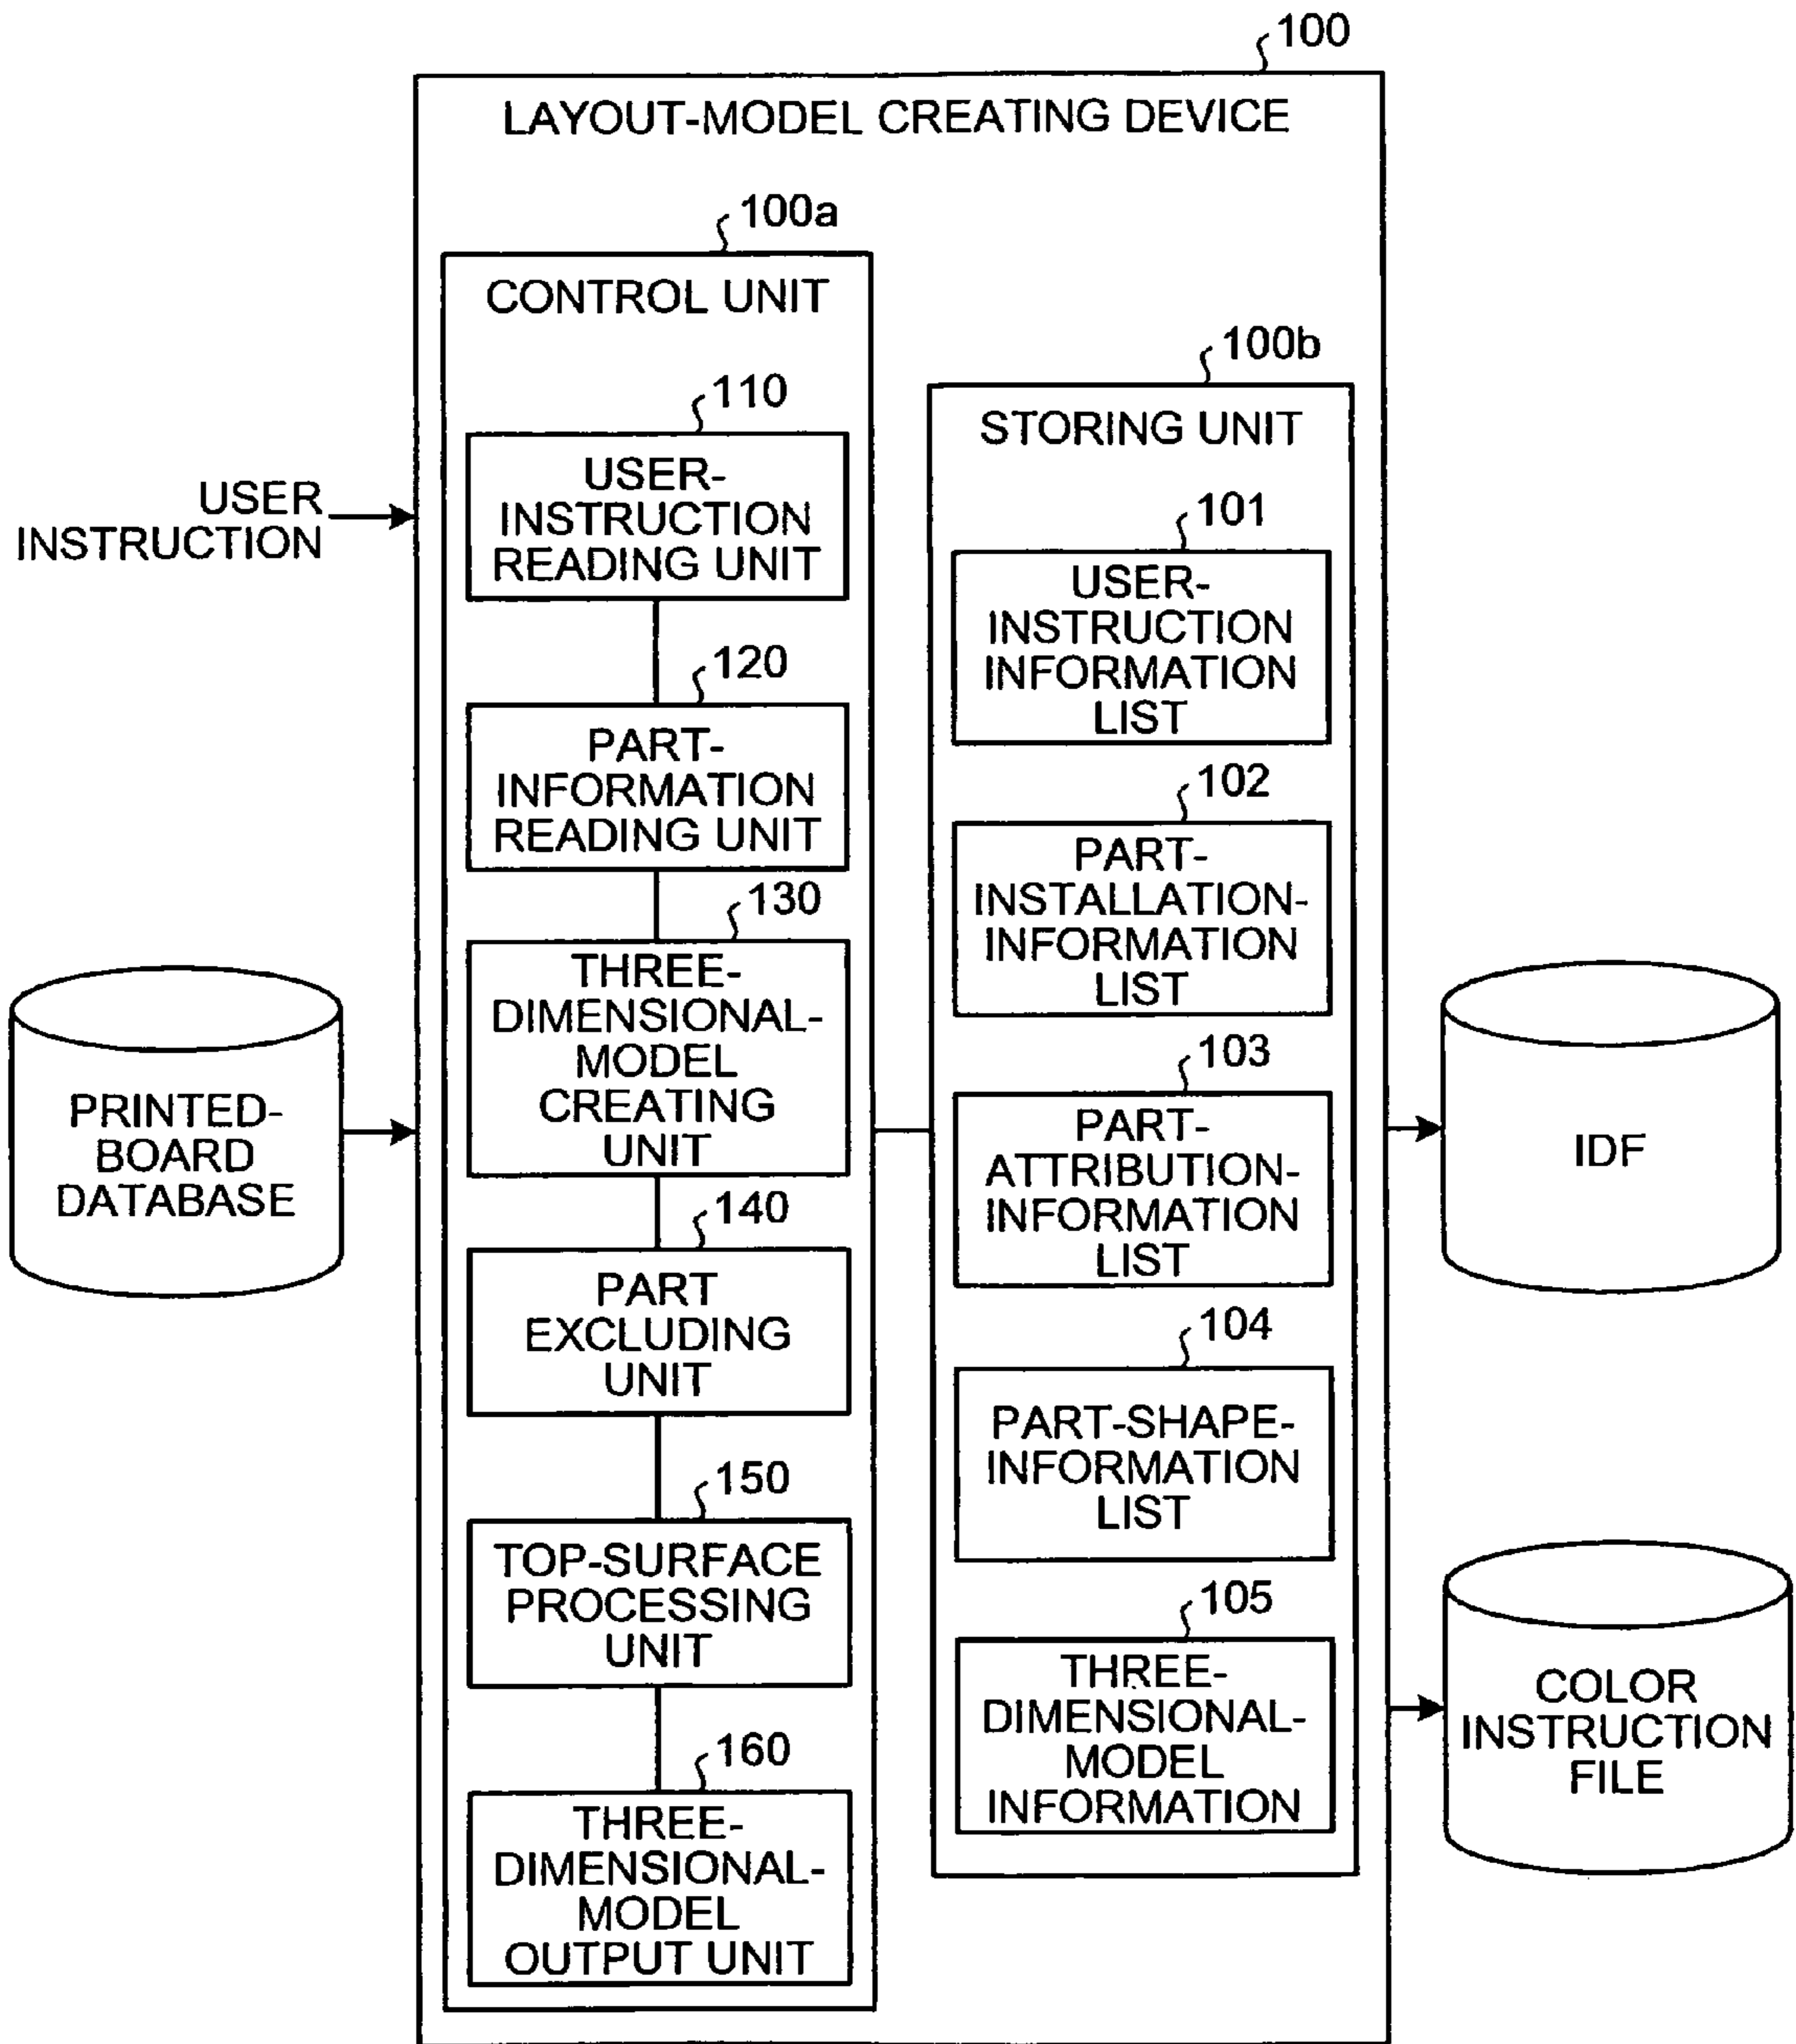 100
LAYOUT-MODEL CREATING DEVICE
100a
CONTROL UNIT
110
USER-
INSTRUCTION
READING UNIT
120
PART-
INFORMATION
READING UNIT
130
THREE-
DIMENSIONAL-
MODEL
CREATING
UNIT
140
PART
EXCLUDING
UNIT
150
TOP-SURFACE
PROCESSING
UNIT
160
THREE-
DIMENSIONAL-
MODEL
OUTPUT UNIT
100b
STORING UNIT
101
USER-
INSTRUCTION
INFORMATION
LIST
102
PART-
INSTALLATION-
INFORMATION
LIST
103
PART-
ATTRIBUTION-
INFORMATION
LIST
104
PART-SHAPE-
INFORMATION
LIST
105
THREE-
DIMENSIONAL-
MODEL
INFORMATION
USER
INSTRUCTION
PRINTED-
BOARD
DATABASE
IDF
COLOR
INSTRUCTION
FILE